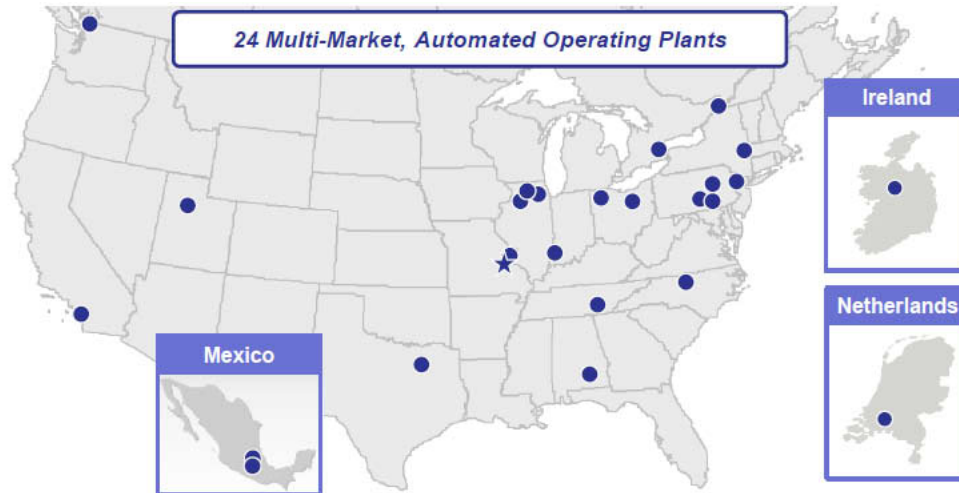 24 Multi-Market, Automated Operating Plants
Ireland
Netherlands
Mexico